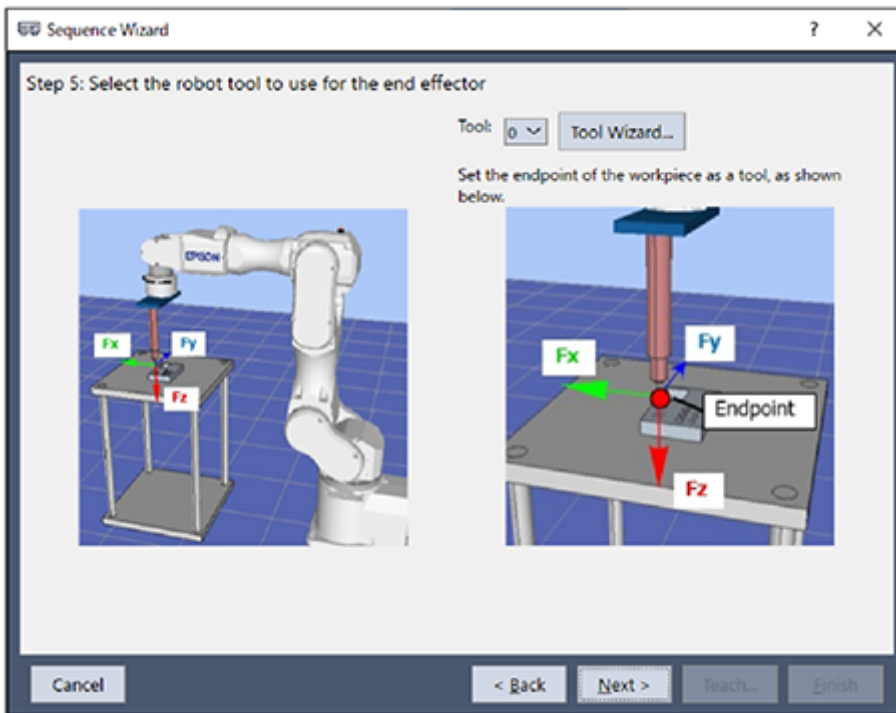 Sequence Wizard
Step 5: Select the robot tool to use for the end effector
Tool: 0 Tool Wizard...
Set the endpoint of the workpiece as a tool, as shown
below.
EPSON
Fx Fy
Fz
Fx Fy
Endpoint
Fz
Cancel < Back Next > Teach... Finish